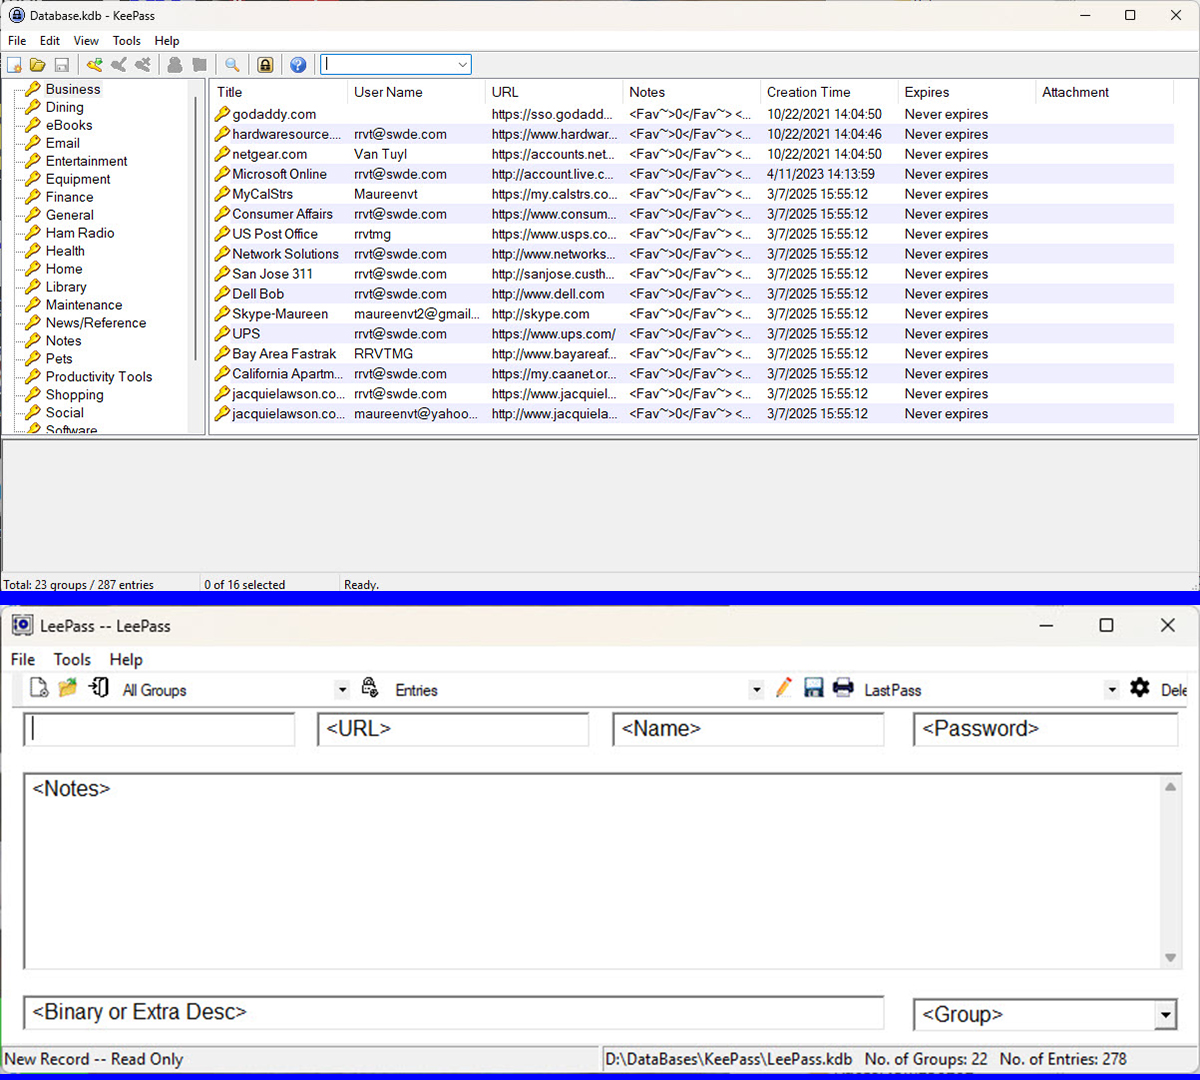 Database.kdb - KeePass
File Edit View Tools Help
Title User Name URL Notes Creation Time Expires Attachment
Business
Dining
eBooks
Email
Entertainment
Equipment
Finance
General
Ham Radio
Health
Home
Library
Maintenance
News/Reference
Notes
Pets
Productivity Tools
Shopping
Social
Software
godaddy.com https://sso.godadd... <Fav~>0</Fav~> <... 10/22/2021 14:04:50 Never expires
hardwaresource.... rrvt@swde.com https://www.hardwar... <Fav~>0</Fav~> <... 10/22/2021 14:04:46 Never expires
netgear.com Van Tuyl https://accounts.net... <Fav~>0</Fav~> <... 10/22/2021 14:04:50 Never expires
Microsoft Online rrvt@swde.com http://account.live.c... <Fav~>0</Fav~> <... 4/11/2023 14:13:59 Never expires
MyCalStrs Maureenvt https://my.calstrs.co... <Fav~>0</Fav~> <... 3/7/2025 15:55:12 Never expires
Consumer Affairs rrvt@swde.com https://www.consum... <Fav~>0</Fav~> <... 3/7/2025 15:55:12 Never expires
US Post Office rrvtmg https://www.usps.co... <Fav~>0</Fav~> <... 3/7/2025 15:55:12 Never expires
Network Solutions rrvt@swde.com http://www.networks... <Fav~>0</Fav~> <... 3/7/2025 15:55:12 Never expires
San Jose 311 rrvt@swde.com http://sanjose.custh... <Fav~>0</Fav~> <... 3/7/2025 15:55:12 Never expires
Dell Bob rrvt@swde.com http://www.dell.com <Fav~>0</Fav~> <... 3/7/2025 15:55:12 Never expires
Skype-Maureen maureenvt2@gmail... http://skype.com <Fav~>0</Fav~> <... 3/7/2025 15:55:12 Never expires
UPS rrvt@swde.com https://www.ups.com/ <Fav~>0</Fav~> <... 3/7/2025 15:55:12 Never expires
Bay Area Fastrak RRVTMG http://www.bayareaf... <Fav~>0</Fav~> <... 3/7/2025 15:55:12 Never expires
California Apartm... rrvt@swde.com https://my.caanet.or... <Fav~>0</Fav~> <... 3/7/2025 15:55:12 Never expires
jacquielawson.co... rrvt@swde.com https://www.jacquiel... <Fav~>0</Fav~> <... 3/7/2025 15:55:12 Never expires
jacquielawson.co... maureenvt@yahoo... http://www.jacquiela... <Fav~>0</Fav~> <... 3/7/2025 15:55:12 Never expires
Total: 23 groups / 287 entries 0 of 16 selected Ready.
LeePass -- LeePass
File Tools Help
All Groups Entries LastPass Dele
<URL> <Name> <Password>
<Notes>
<Binary or Extra Desc> <Group>
New Record -- Read Only D:\DataBases\KeePass\LeePass.kdb No. of Groups: 22 No. of Entries: 278